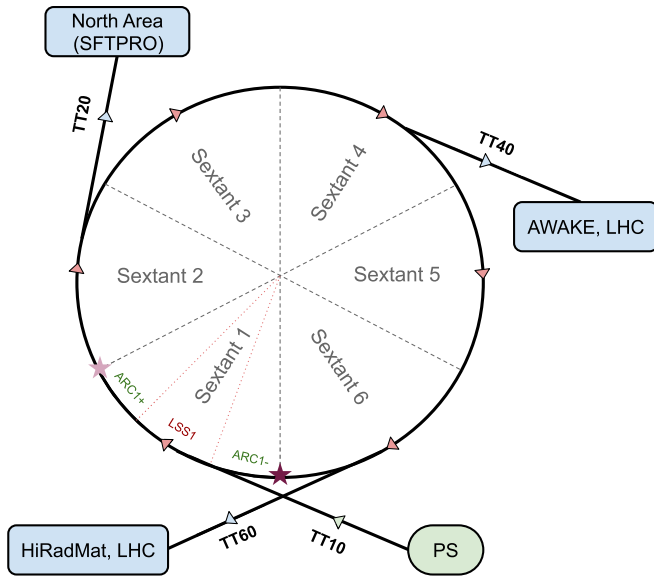 North Area
(SFTPRO)
TT20
TT40
Sextant 3
Sextant 4
AWAKE, LHC
Sextant 2
Sextant 5
Sextant 1
Sextant 6
ARC1+
LSS1
ARC1-
HiRadMat, LHC
TT60
TT10
PS